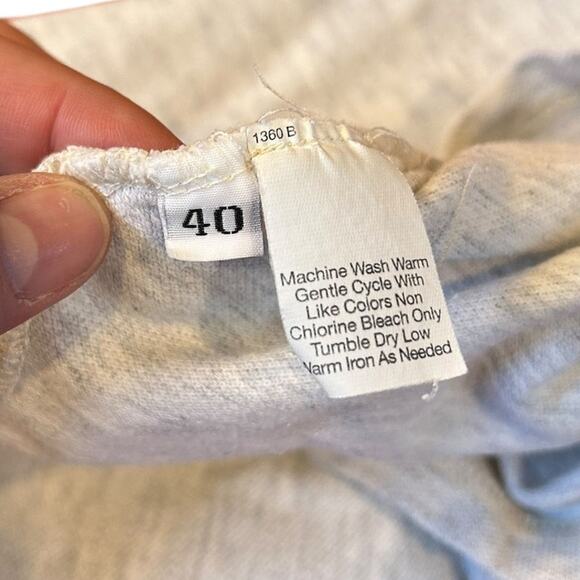 1360 B
40
Machine Wash Warm
Gentle Cycle With
Like Colors Non
Chlorine Bleach Only
Tumble Dry Low
Warm Iron As Needed